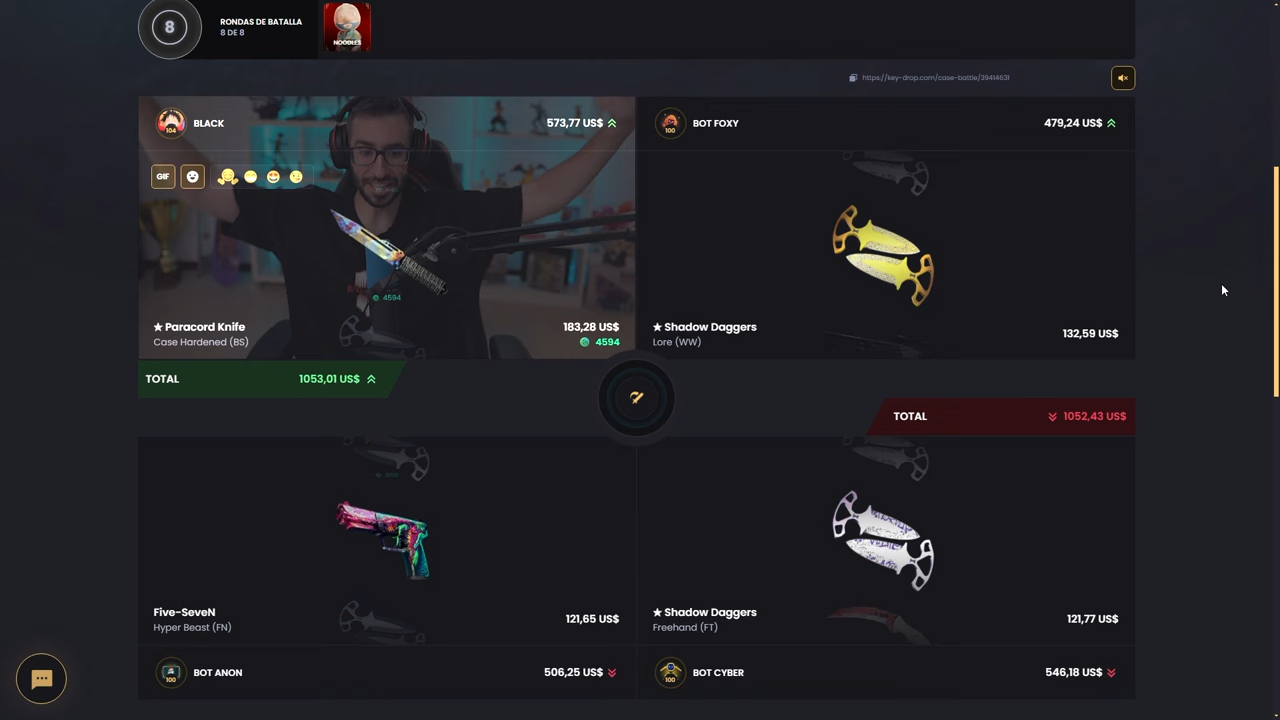 8
RONDAS DE BATALLA
8 DE 8
NOODLES
https://key-drop.com/case-battle/39414631
104
BLACK
573,77 US$
100
BOT FOXY
479,24 US$
GIF
4594
★ Paracord Knife
Case Hardened (BS)
183,28 US$
4594
★ Shadow Daggers
Lore (WW)
132,59 US$
TOTAL
1053,01 US$
TOTAL
1052,43 US$
Five-SeveN
Hyper Beast (FN)
121,65 US$
★ Shadow Daggers
Freehand (FT)
121,77 US$
100
BOT ANON
506,25 US$
100
BOT CYBER
546,18 US$